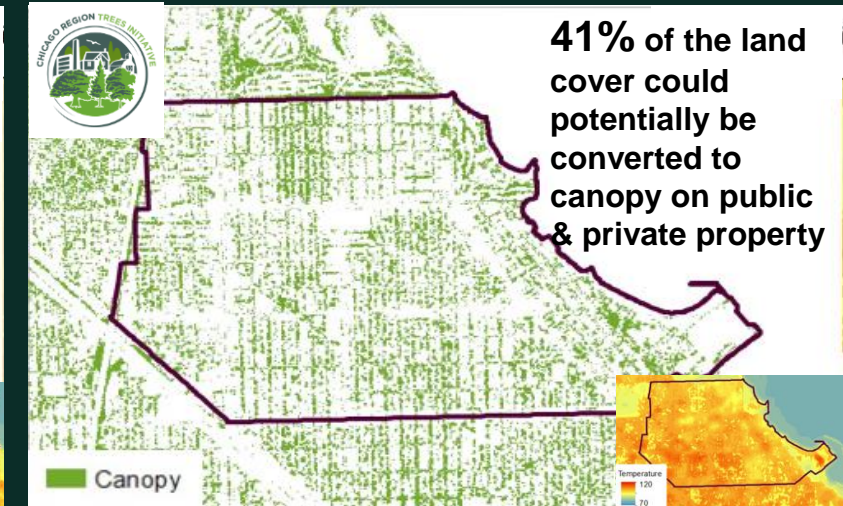 CHICAGO REGION TREES INITIATIVE
41% of the land
cover could
potentially be
converted to
canopy on public
& private property
Canopy
Temperature
120
70